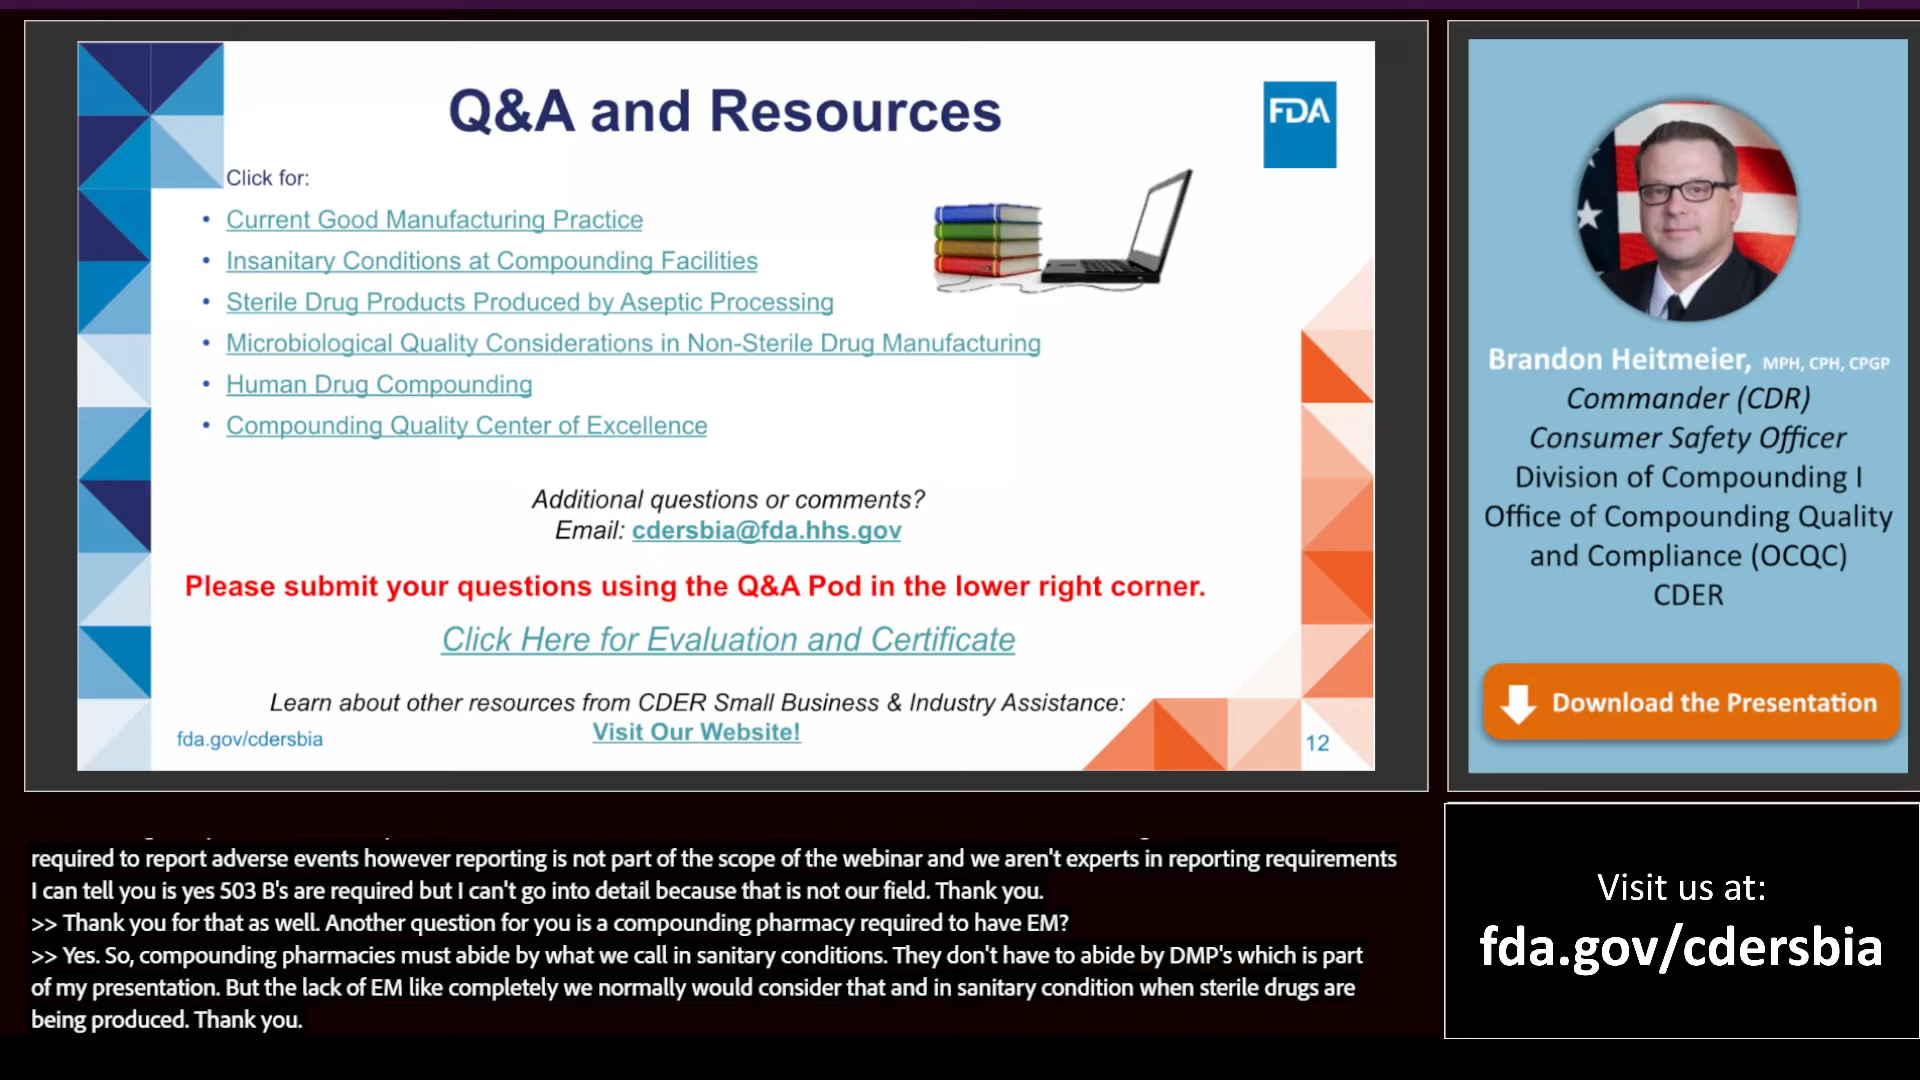 Q&A and Resources
FDA
Click for:
• Current Good Manufacturing Practice
• Insanitary Conditions at Compounding Facilities
• Sterile Drug Products Produced by Aseptic Processing
• Microbiological Quality Considerations in Non-Sterile Drug Manufacturing
• Human Drug Compounding
• Compounding Quality Center of Excellence
Additional questions or comments?
Email: cdersbia@fda.hhs.gov
Please submit your questions using the Q&A Pod in the lower right corner.
Click Here for Evaluation and Certificate
Learn about other resources from CDER Small Business & Industry Assistance:
Visit Our Website!
fda.gov/cdersbia
12
Brandon Heitmeier, MPH, CPH, CPGP
Commander (CDR)
Consumer Safety Officer
Division of Compounding I
Office of Compounding Quality
and Compliance (OCQC)
CDER
Download the Presentation
required to report adverse events however reporting is not part of the scope of the webinar and we aren't experts in reporting requirements
I can tell you is yes 503 B's are required but I can't go into detail because that is not our field. Thank you.
>> Thank you for that as well. Another question for you is a compounding pharmacy required to have EM?
>> Yes. So, compounding pharmacies must abide by what we call in sanitary conditions. They don't have to abide by DMP's which is part
of my presentation. But the lack of EM like completely we normally would consider that and in sanitary condition when sterile drugs are
being produced. Thank you.
Visit us at:
fda.gov/cdersbia